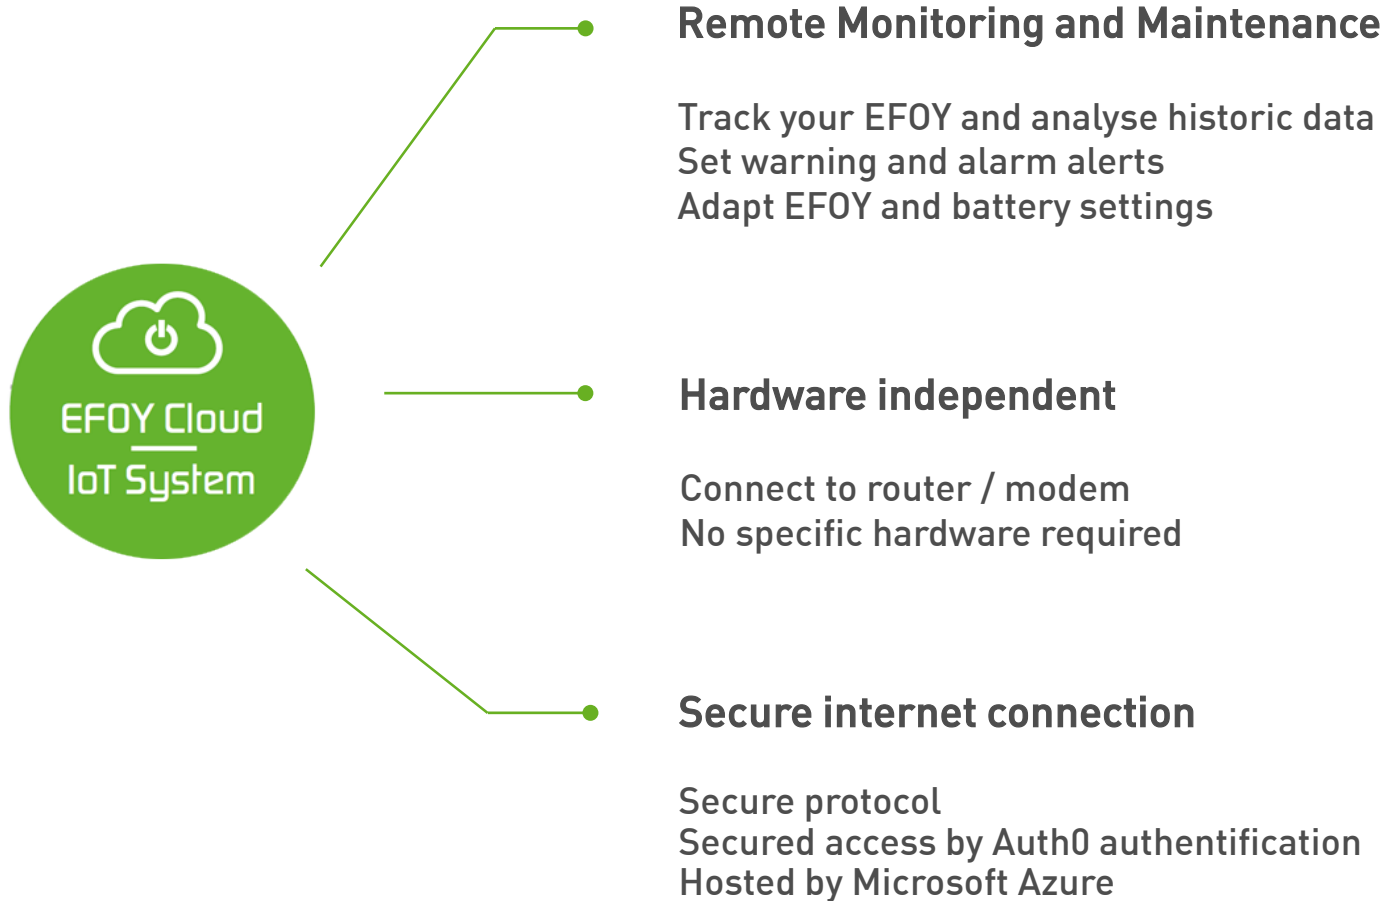 Remote Monitoring and Maintenance
Track your EFOY and analyse historic data
Set warning and alarm alerts
Adapt EFOY and battery settings
EFOY Cloud
IoT System
Hardware independent
Connect to router / modem
No specific hardware required
Secure internet connection
Secure protocol
Secured access by Auth0 authentification
Hosted by Microsoft Azure